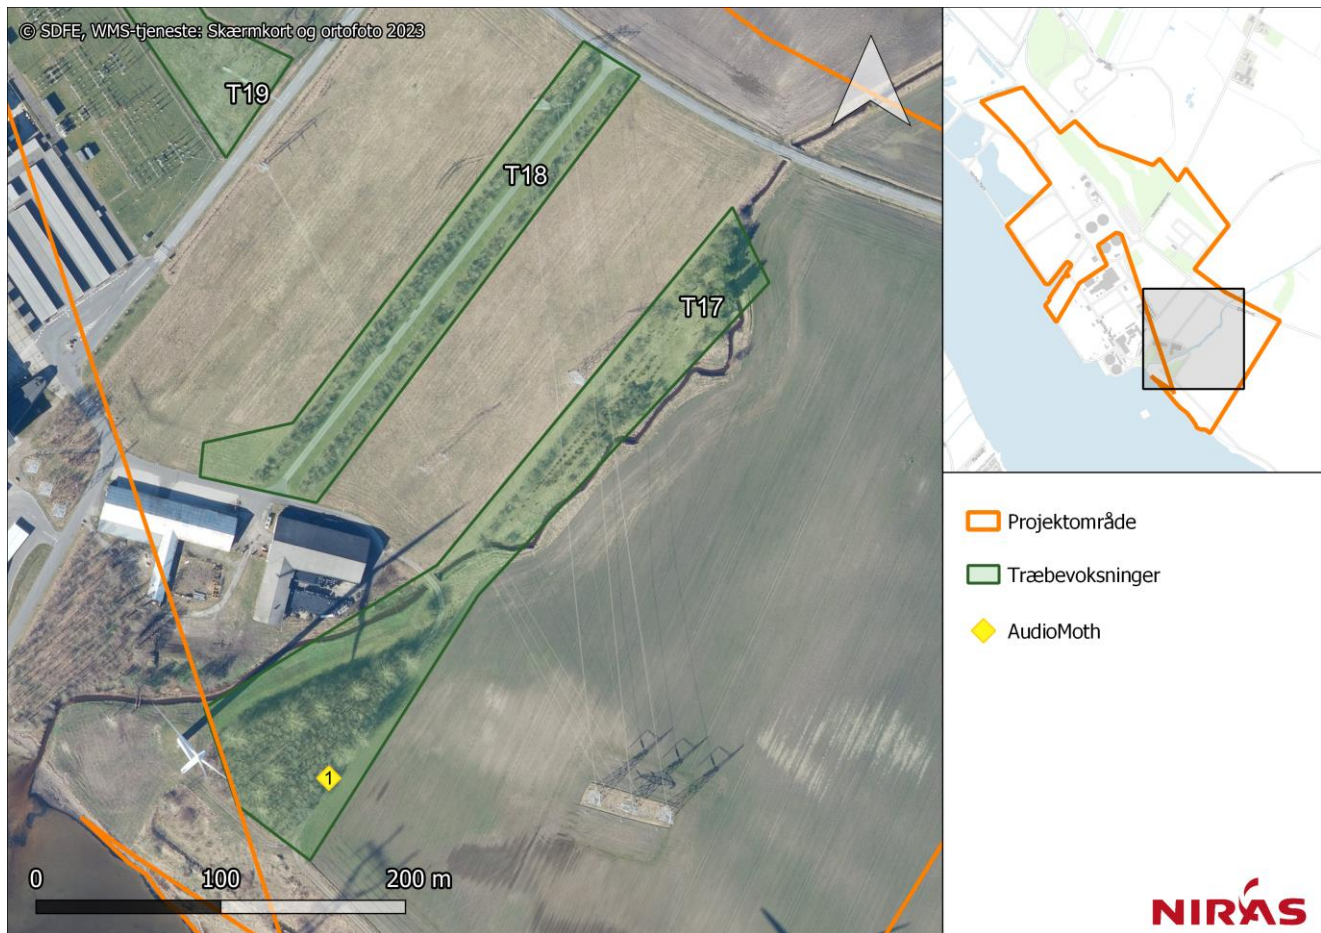 © SDFE, WMS-tjeneste: Skærmkort og ortofoto 2023
T19
T18
T17
1
0 100 200 m
Projektområde
Træbevoksninger
AudioMoth
NIRAS